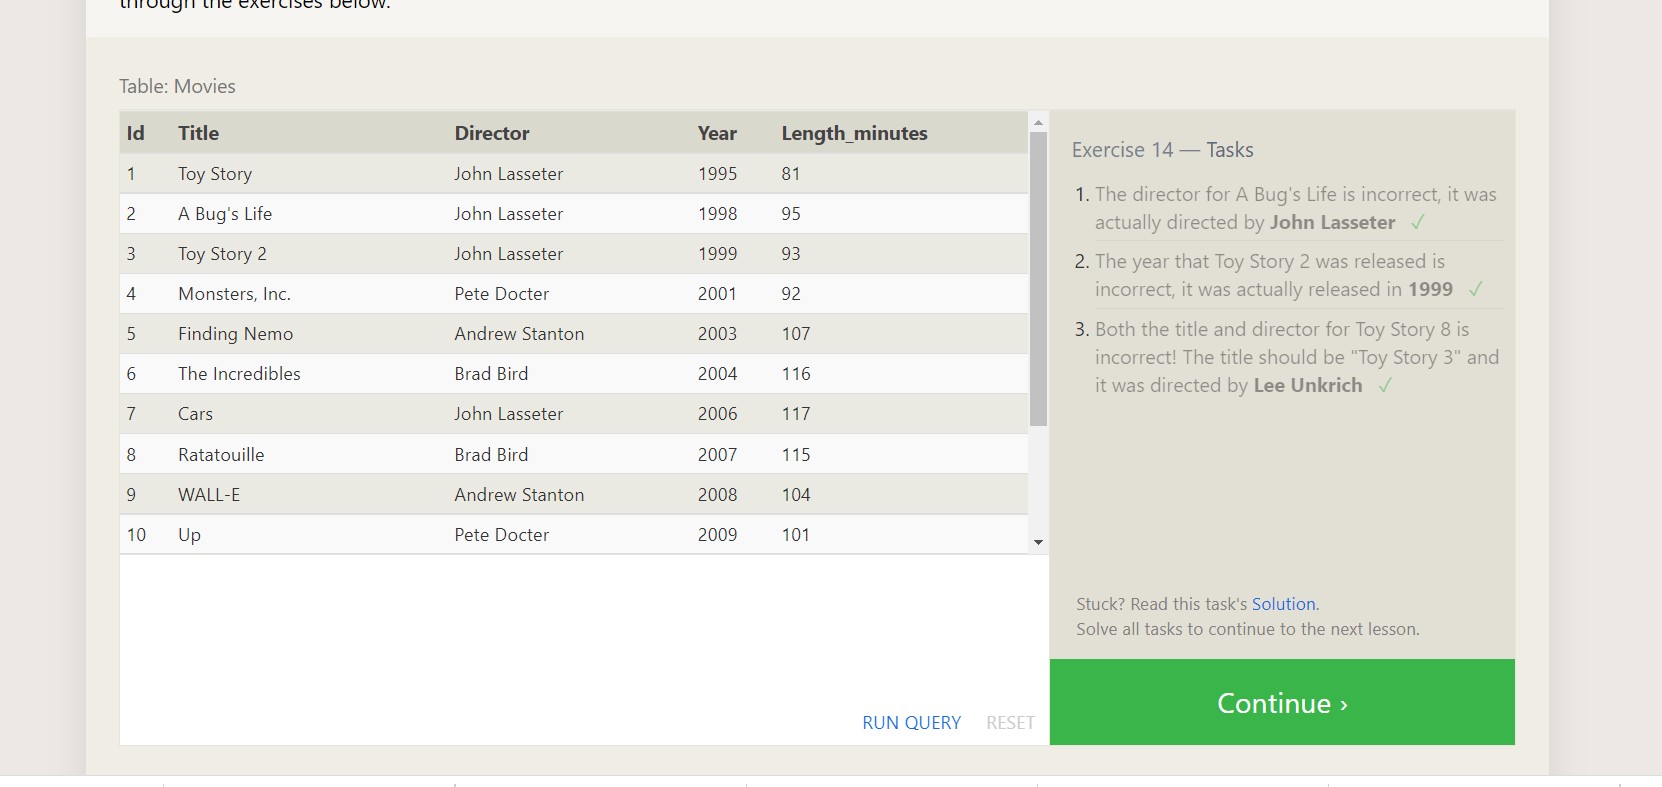 through the exercises below.
Table: Movies
Id Title Director Year Length_minutes
1 Toy Story John Lasseter 1995 81
2 A Bug's Life John Lasseter 1998 95
3 Toy Story 2 John Lasseter 1999 93
4 Monsters, Inc. Pete Docter 2001 92
5 Finding Nemo Andrew Stanton 2003 107
6 The Incredibles Brad Bird 2004 116
7 Cars John Lasseter 2006 117
8 Ratatouille Brad Bird 2007 115
9 WALL-E Andrew Stanton 2008 104
10 Up Pete Docter 2009 101
RUN QUERY RESET
Exercise 14 — Tasks
1. The director for A Bug's Life is incorrect, it was
actually directed by John Lasseter ✓
2. The year that Toy Story 2 was released is
incorrect, it was actually released in 1999 ✓
3. Both the title and director for Toy Story 8 is
incorrect! The title should be "Toy Story 3" and
it was directed by Lee Unkrich ✓
Stuck? Read this task's Solution.
Solve all tasks to continue to the next lesson.
Continue ›